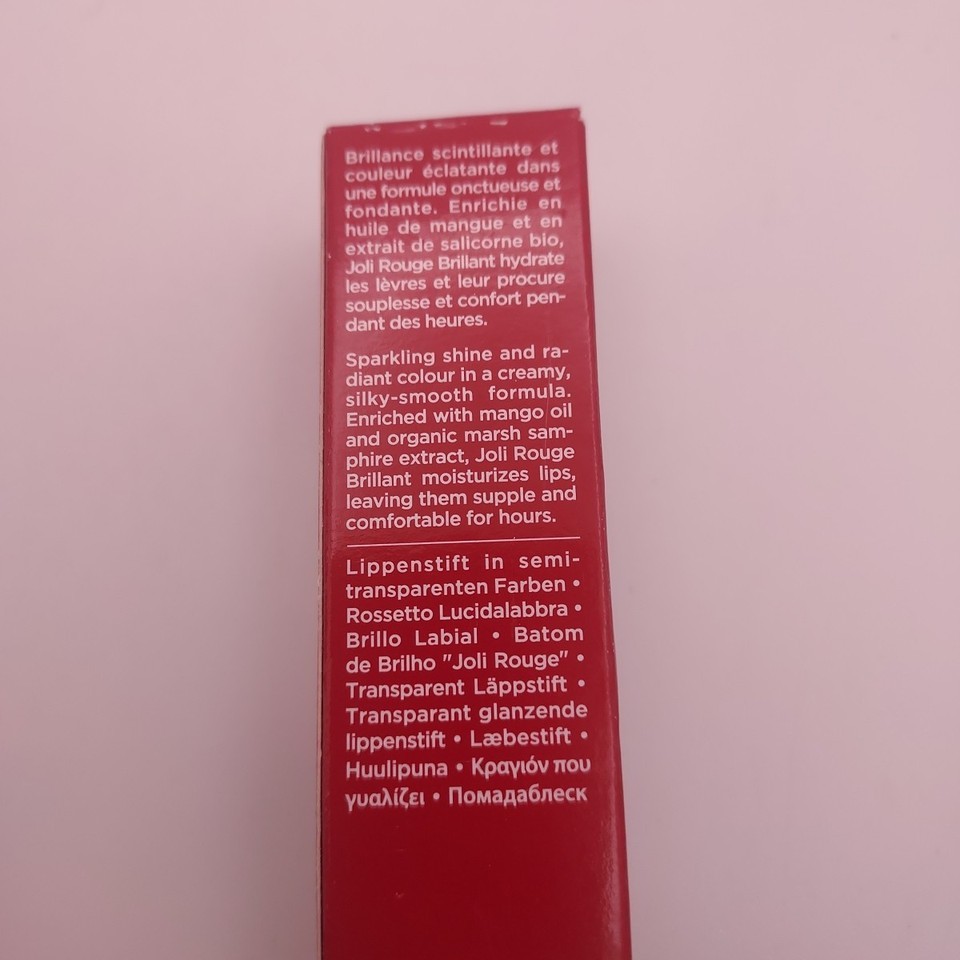 Brillance scintillante et
couleur éclatante dans
une formule onctueuse et
fondante. Enrichie en
huile de mangue et en
extrait de salicorne bio,
Joli Rouge Brillant hydrate
les lèvres et leur procure
souplesse et confort pen-
dant des heures.
Sparkling shine and ra-
diant colour in a creamy,
silky-smooth formula.
Enriched with mango oil
and organic marsh sam-
phire extract, Joli Rouge
Brillant moisturizes lips,
leaving them supple and
comfortable for hours.
Lippenstift in semi-
transparenten Farben •
Rossetto Lucidalabbra •
Brillo Labial • Batom
de Brilho "Joli Rouge" •
Transparent Läppstift •
Transparant glanzende
lippenstift • Læbestift •
Huulipuna • Κραγιόν που
γυαλίζει • Помадаблеск